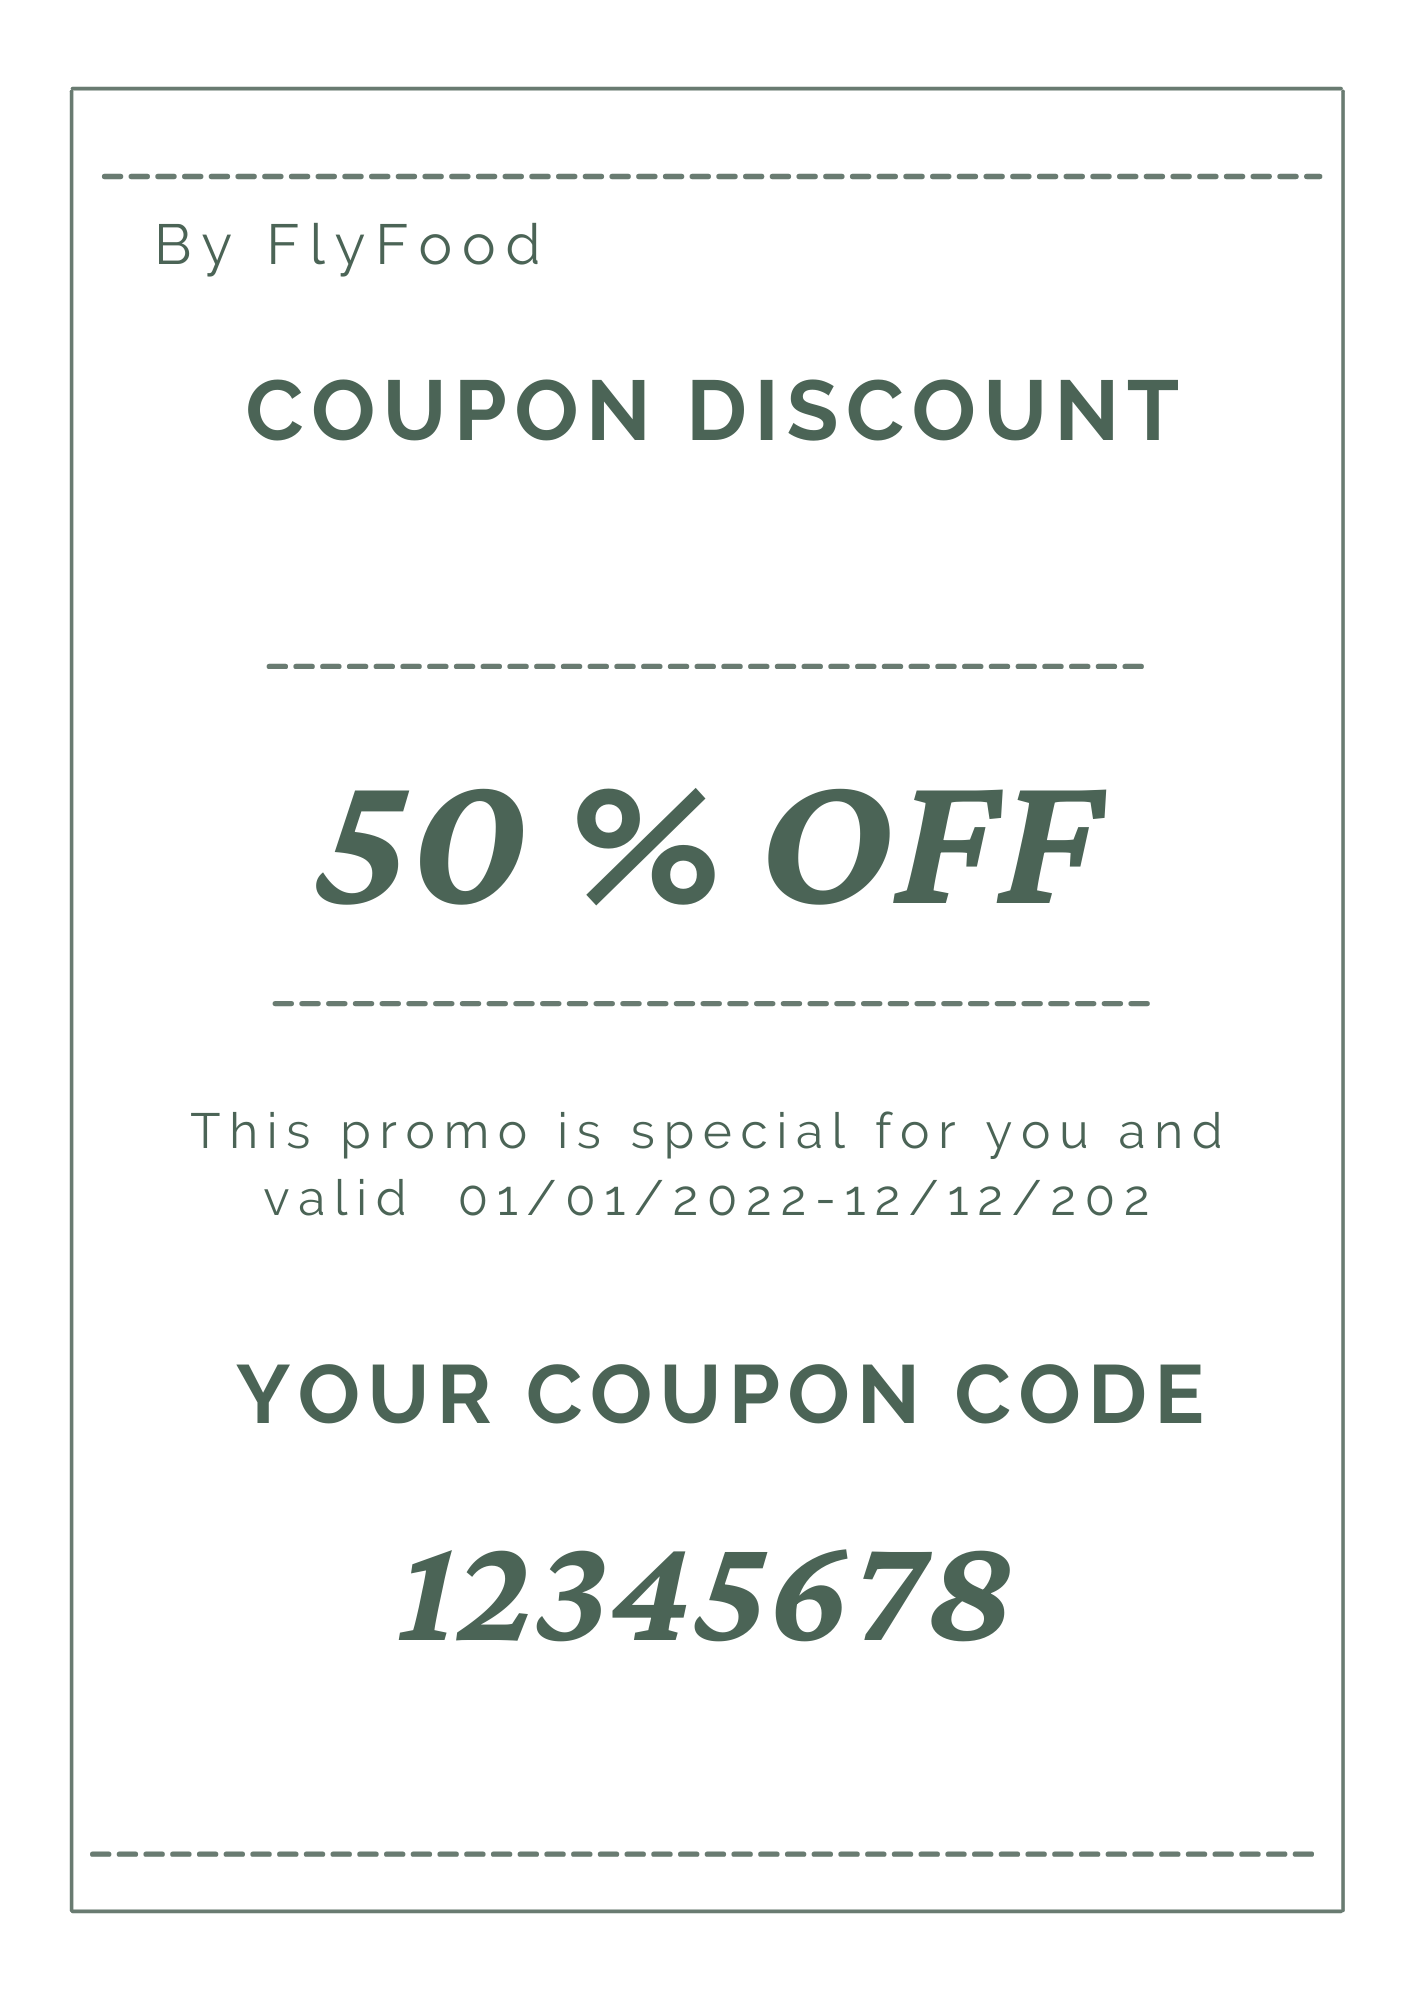 By FlyFood
COUPON DISCOUNT
50 % OFF
This promo is special for you and
valid  01/01/2022-12/12/202
YOUR COUPON CODE
12345678